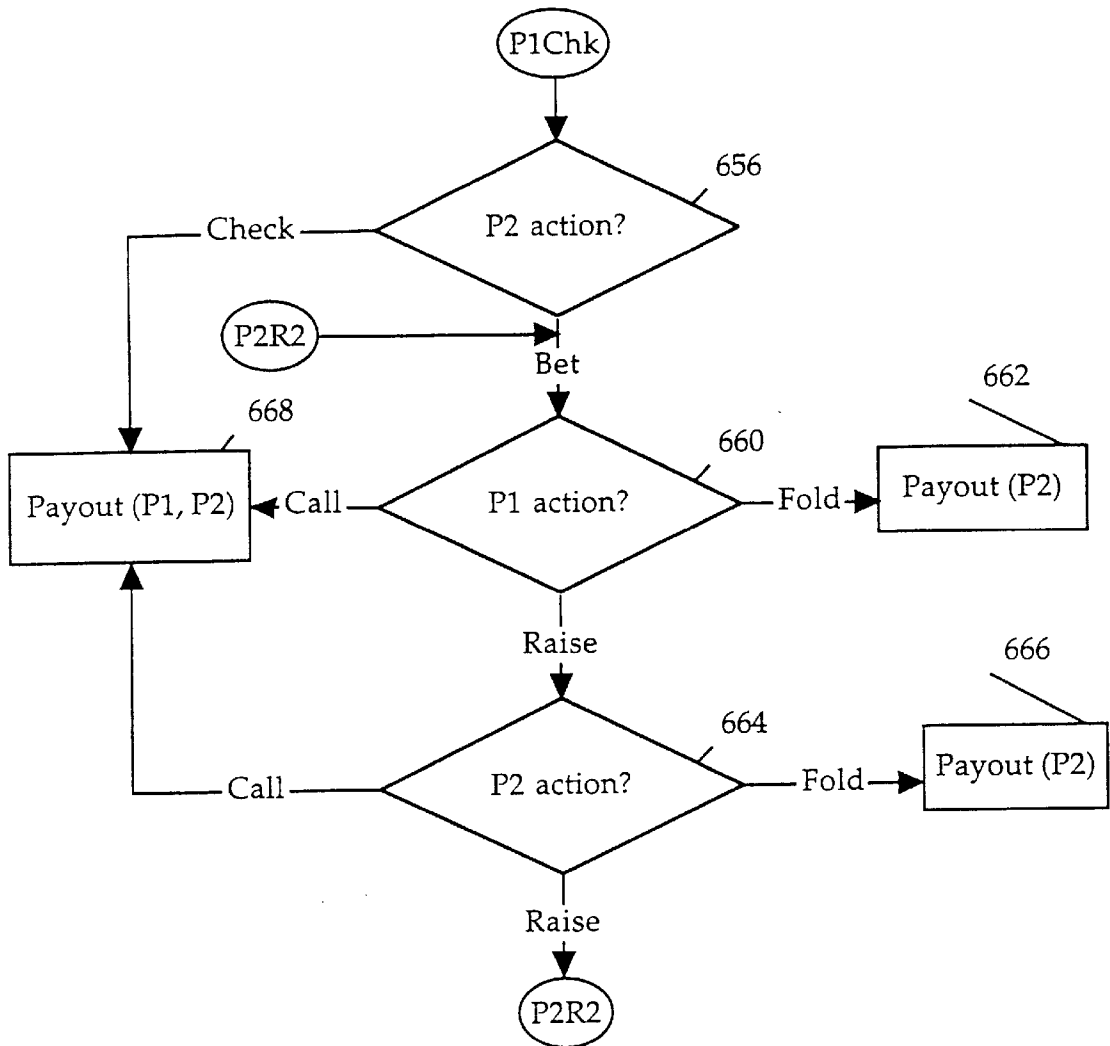 P1Chk
656
P2 action?
Check
P2R2
Bet
662
668
660
Payout (P1, P2)
Call
P1 action?
Fold
Payout (P2)
Raise
666
664
Call
P2 action?
Fold
Payout (P2)
Raise
P2R2